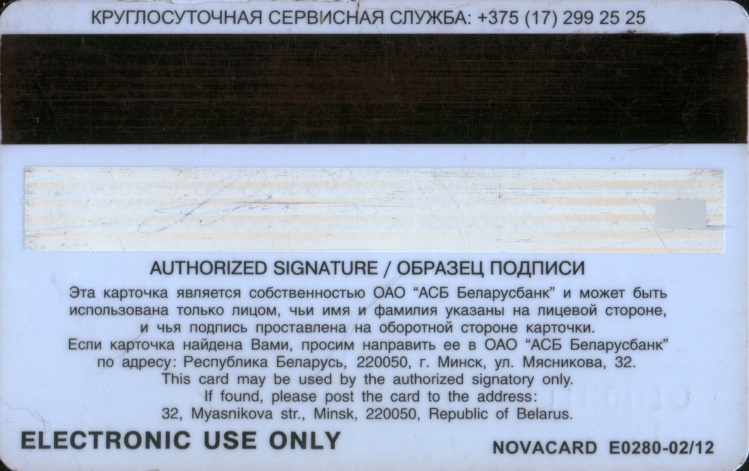 КРУГЛОСУТОЧНАЯ СЕРВИСНАЯ СЛУЖБА: +375 (17) 299 25 25
AUTHORIZED SIGNATURE / ОБРАЗЕЦ ПОДПИСИ
Эта карточка является собственностью ОАО "АСБ Беларусбанк" и может быть
использована только лицом, чьи имя и фамилия указаны на лицевой стороне,
и чья подпись проставлена на оборотной стороне карточки.
Если карточка найдена Вами, просим направить ее в ОАО "АСБ Беларусбанк"
по адресу: Республика Беларусь, 220050, г. Минск, ул. Мясникова, 32.
This card may be used by the authorized signatory only.
If found, please post the card to the address:
32, Myasnikova str., Minsk, 220050, Republic of Belarus.
ELECTRONIC USE ONLY
NOVACARD E0280-02/12